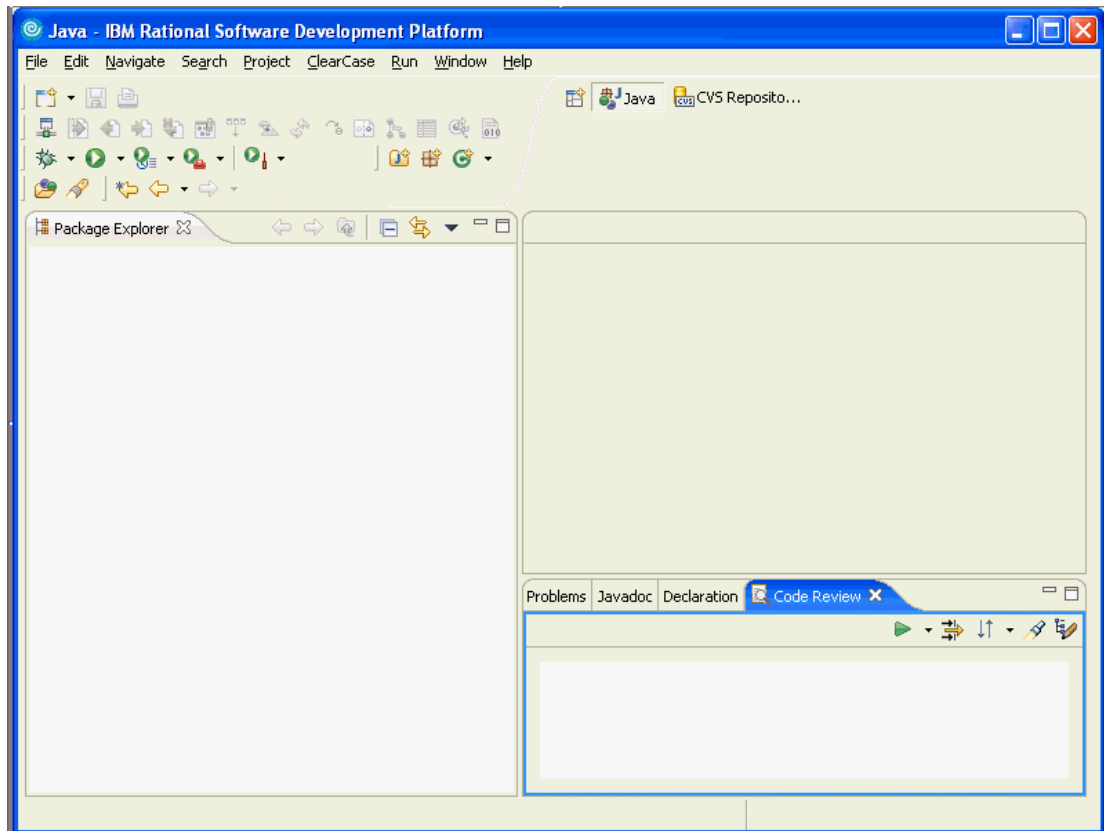 Java - IBM Rational Software Development Platform
File Edit Navigate Search Project ClearCase Run Window Help
Java CVS Reposito...
010
Package Explorer
Problems Javadoc Declaration Code Review